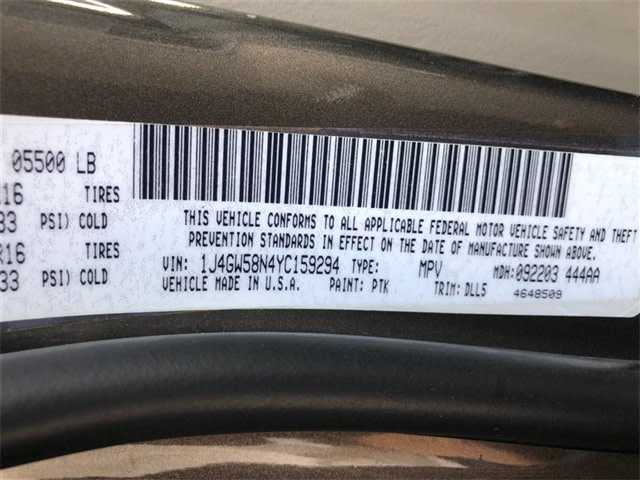 05500 LB
16 TIRES
33 PSI) COLD
R16 TIRES
33 PSI) COLD
THIS VEHICLE CONFORMS TO ALL APPLICABLE FEDERAL MOTOR VEHICLE SAFETY AND THEFT
PREVENTION STANDARDS IN EFFECT ON THE DATE OF MANUFACTURE SHOWN ABOVE.
VIN: 1J4GW58N4YC159294 TYPE: MPV MDH:092203 444AA
VEHICLE MADE IN U.S.A. PAINT: PTK TRIM: DLL5 4648509